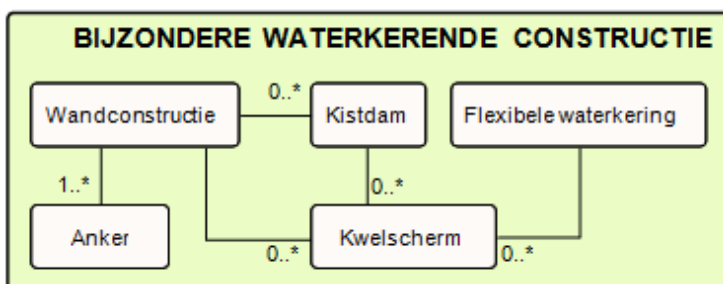 BIJZONDERE WATERKERENDE CONSTRUCTIE
0..*
Wandconstructie
Kistdam
Flexibele waterkering
1..*
0..*
Anker
Kwelscherm
0..*
0..*